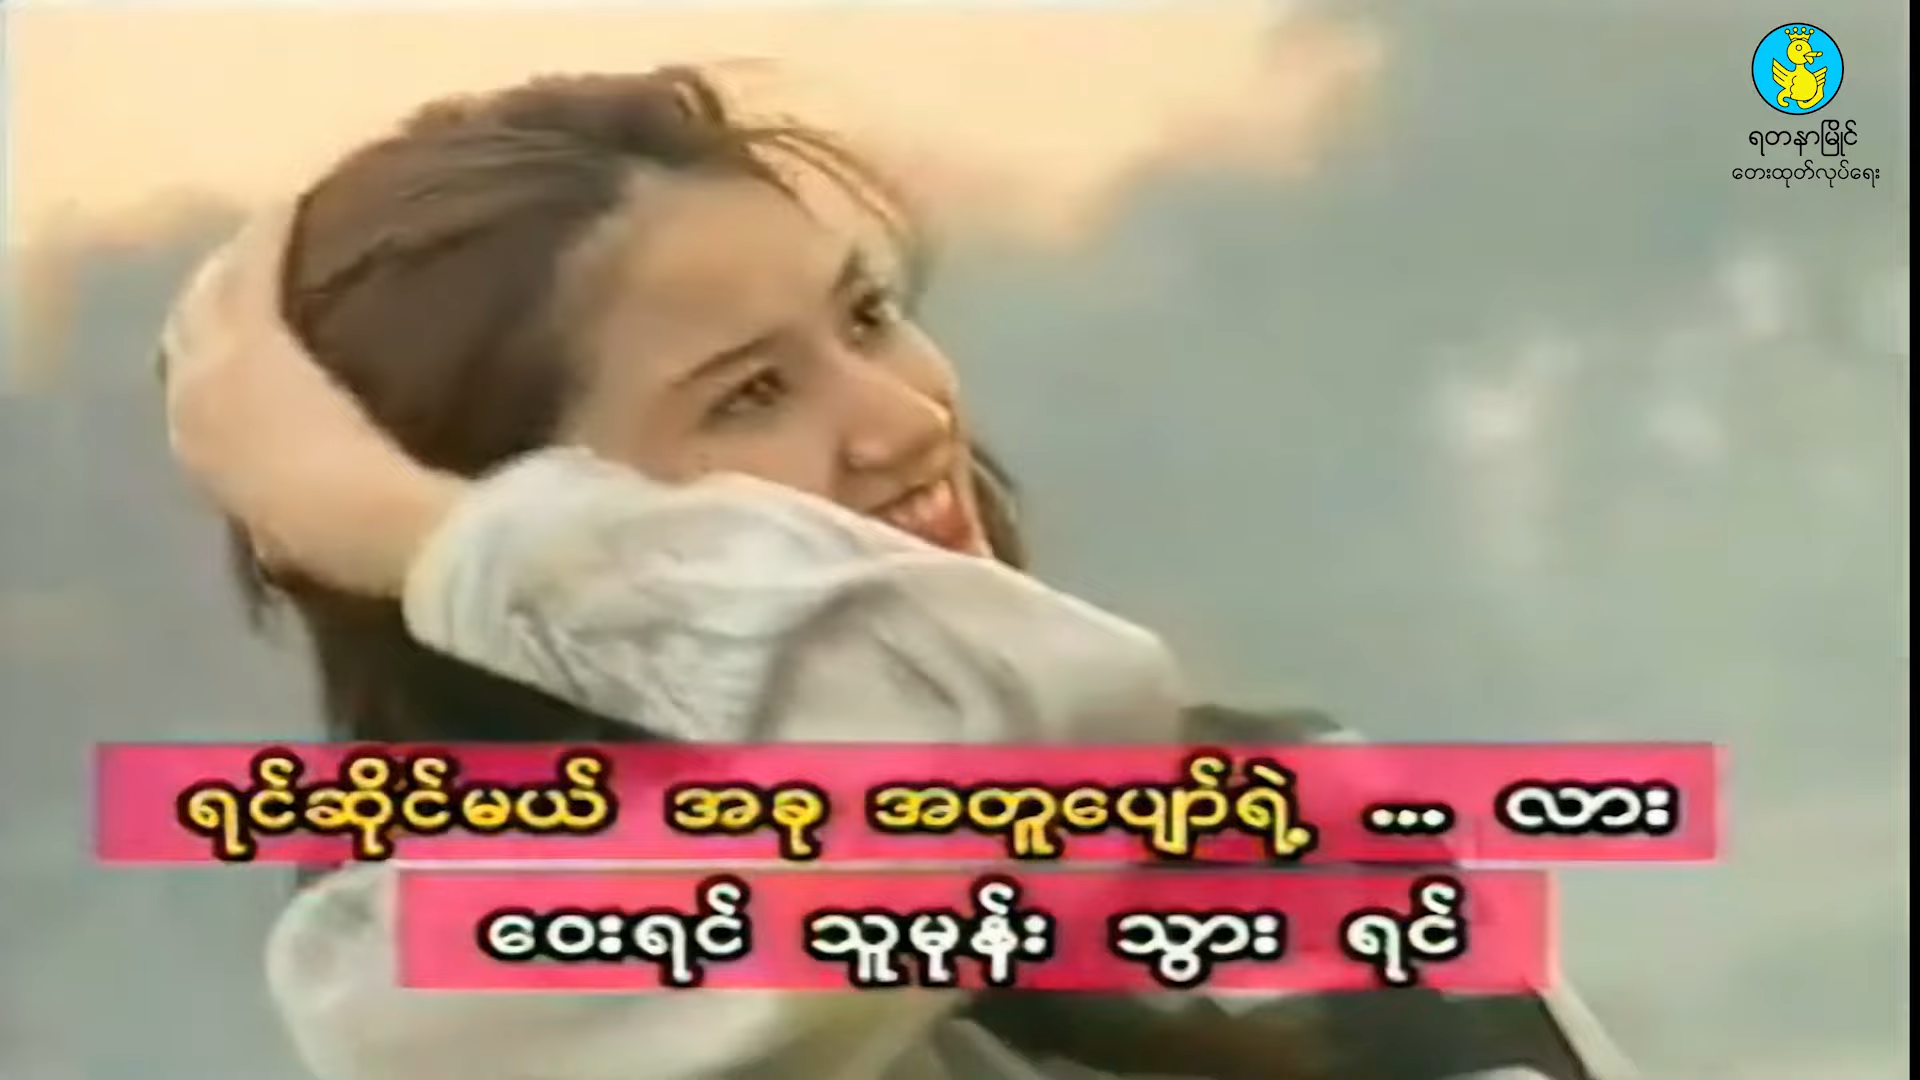 ရတနာမြိုင်
တေးထုတ်လုပ်ရေး
ရင်ဆိုင်မယ် အခု အတူပျော်ရဲ့ ... လား
ဝေးရင် သူမုန်း သွား ရင်